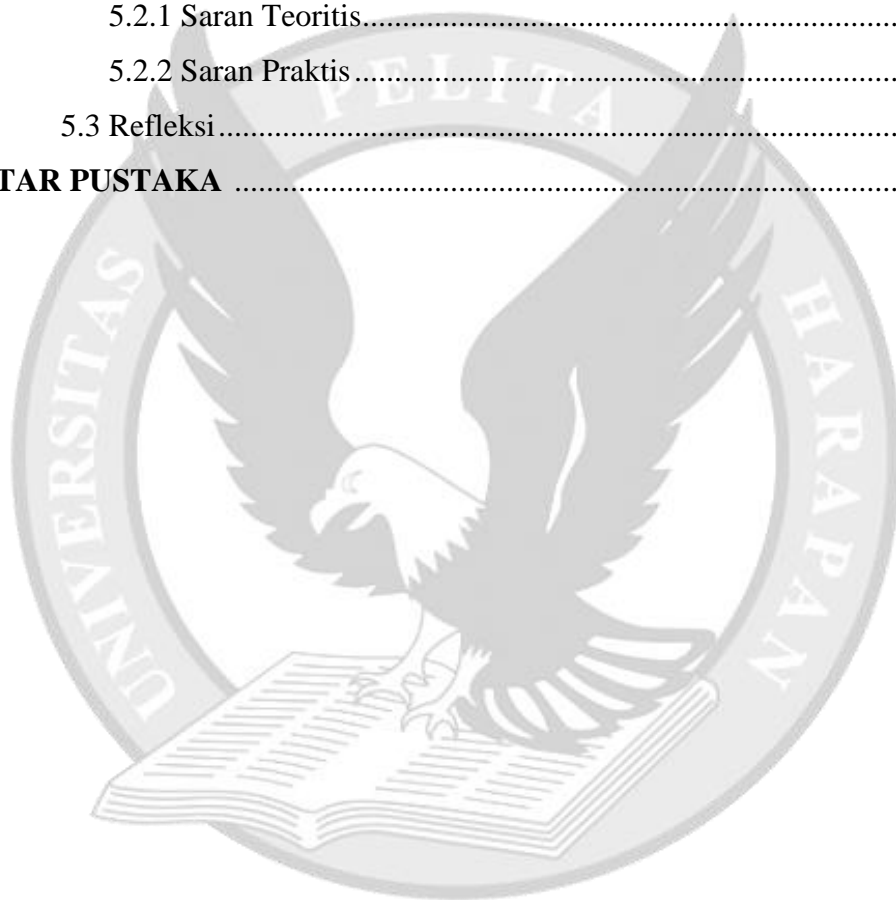 5.2.1 Saran Teoritis........................................................................
5.2.2 Saran Praktis.........................................................................
5.3 Refleksi...........................................................................................
TAR PUSTAKA ...................................................................................
UNIVERSITAS PELITA HARAPAN